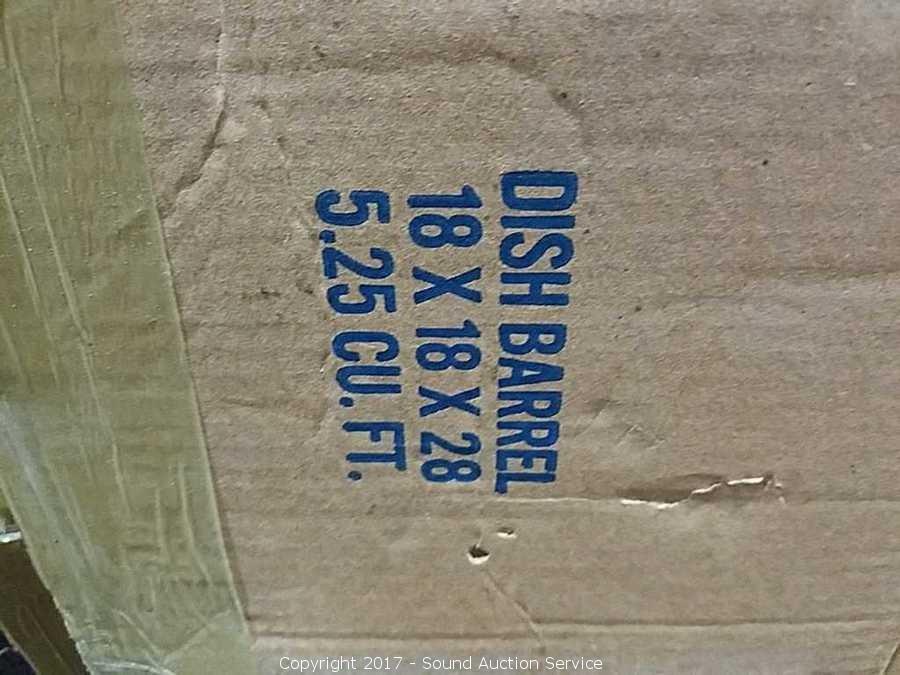 DISH BARREL
18 X 18 X 28
5.25 CU. FT.
Copyright 2017 - Sound Auction Service